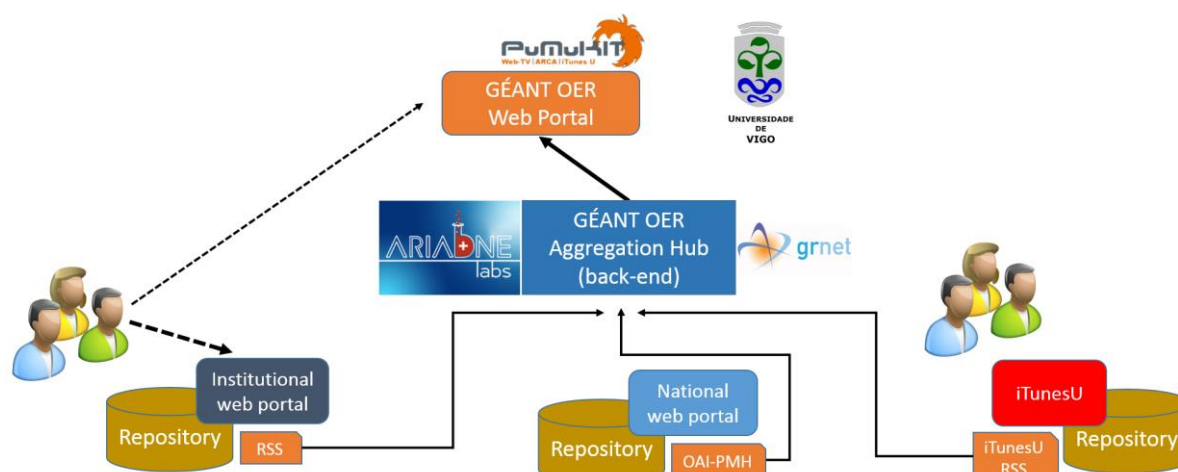 PUMUKIT
Web-TV | ARCA | iTunes U
GÉANT OER
Web Portal
UNIVERSIDADE
DE
VIGO
ARIADNE
labs
GÉANT OER
Aggregation Hub
(back-end)
grnet
Institutional
web portal
Repository
RSS
National
web portal
Repository
OAI-PMH
iTunesU
Repository
iTunesU
RSS